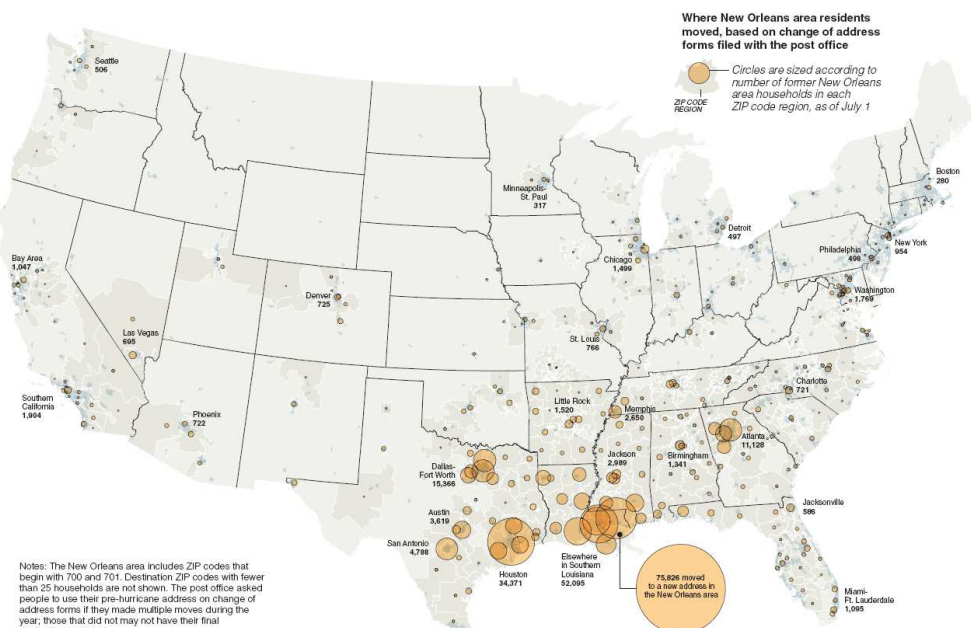 Where New Orleans area residents
moved, based on change of address
forms filed with the post office
Circles are sized according to
number of former New Orleans
area households in each
ZIP code region, as of July 1
ZIP CODE
REGION
Seattle
506
Minneapolis-
St. Paul
317
Boston
280
Detroit
497
New York
954
Philadelphia
498
Chicago
1,499
Bay Area
1,047
Washington
1,769
Denver
725
Las Vegas
695
St. Louis
766
Charlotte
721
Southern
California
1,904
Phoenix
722
Little Rock
1,520
Memphis
2,650
Atlanta
11,128
Jackson
2,989
Birmingham
1,341
Dallas-
Fort Worth
15,366
Austin
3,619
Jacksonville
586
San Antonio
4,788
Houston
34,371
Elsewhere
in Southern
Louisiana
52,095
75,826 moved
to a new address in
the New Orleans area
Miami-
Ft. Lauderdale
1,095
Notes: The New Orleans area includes ZIP codes that
begin with 700 and 701. Destination ZIP codes with fewer
than 25 households are not shown. The post office asked
people to use their pre-hurricane address on change of
address forms if they made multiple moves during the
year; those that did not may not have their final